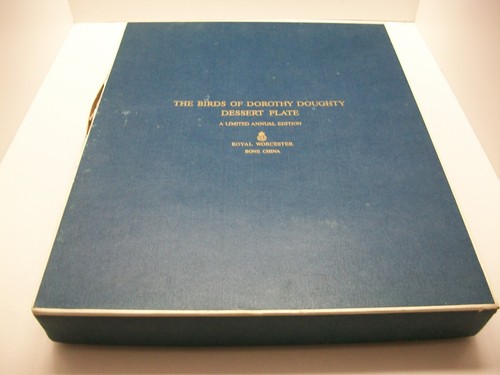 THE BIRDS OF DOROTHY DOUGHTY
DESSERT PLATE
A LIMITED ANNUAL EDITION
ROYAL WORCESTER
BONE CHINA